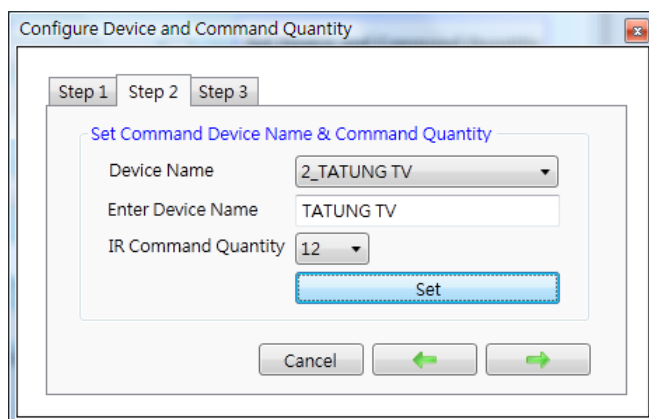 Configure Device and Command Quantity
Step 1 Step 2 Step 3
Set Command Device Name & Command Quantity
Device Name 2_TATUNG TV
Enter Device Name TATUNG TV
IR Command Quantity 12
Set
Cancel